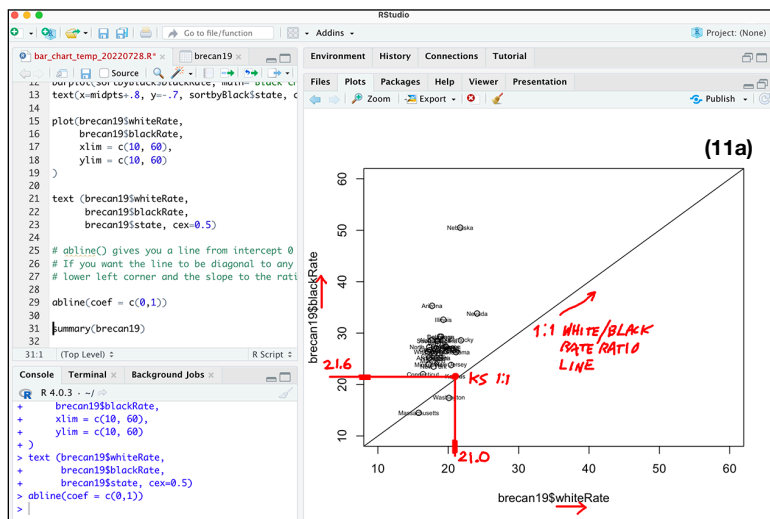 RStudio
Go to file/function
Addins
Project: (None)
bar_chart_temp_20220728.R*
brecan19
Source
12
13 text(x=midpts+.8, y=-.7, sortbyBlack$state, c
14
15 plot(brecan19$whiteRate,
16 brecan19$blackRate,
17 xlim = c(10, 60),
18 ylim = c(10, 60)
19 )
20
21 text (brecan19$whiteRate,
22 brecan19$blackRate,
23 brecan19$state, cex=0.5)
24
25 # abline() gives you a line from intercept 0
26 # If you want the line to be diagonal to any
27 # lower left corner and the slope to the rati
28
29 abline(coef = c(0,1))
30
31 summary(brecan19)
32
31:1 (Top Level) R Script
Console Terminal Background Jobs
R 4.0.3 · ~/
+ brecan19$blackRate,
+ xlim = c(10, 60),
+ ylim = c(10, 60)
+ )
> text (brecan19$whiteRate,
+ brecan19$blackRate,
+ brecan19$state, cex=0.5)
> abline(coef = c(0,1))
>
Environment History Connections Tutorial
Files Plots Packages Help Viewer Presentation
Zoom Export Publish
(11a)
brecan19$blackRate
60
50
40
30
20
10
Nebraska
Arizona
Nevada
Illinois
Connecticut
Washington
Massachusetts
1:1 WHITE/BLACK
RATE RATIO
LINE
21.6
KS 1:1
21.0
10 20 30 40 50 60
brecan19$whiteRate